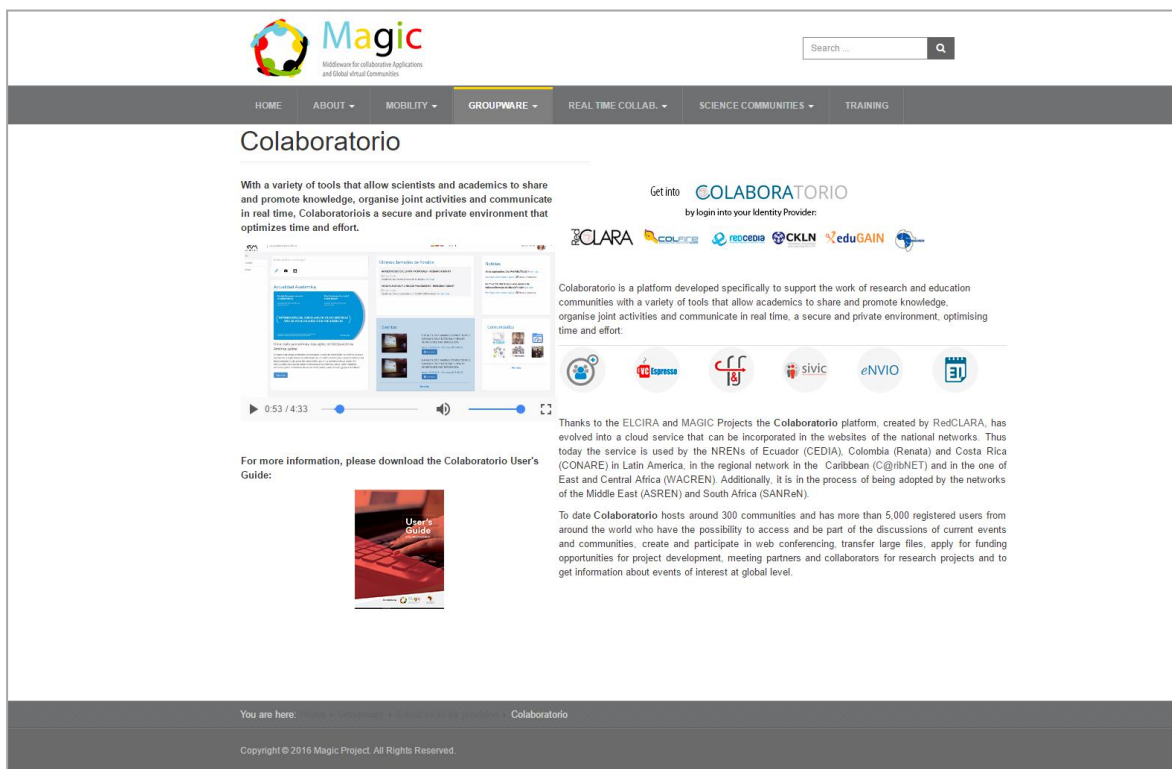 Magic
Middleware for collaborative Applications
and Global virtual Communities
Search ...
HOME
ABOUT
MOBILITY
GROUPWARE
REAL TIME COLLAB.
SCIENCE COMMUNITIES
TRAINING
Colaboratorio
With a variety of tools that allow scientists and academics to share
and promote knowledge, organise joint activities and communicate
in real time, Colaboratoriois a secure and private environment that
optimizes time and effort.
Actualidad Académica
Noticias
Eventos
Comunidades
0:53 / 4:33
For more information, please download the Colaboratorio User's
Guide:
User's
Guide
Get into COLABORATORIO
by login into your Identity Provider:
RedCLARA
COLFIRE
redcedia
CKLN
eduGAIN
Colaboratorio is a platform developed specifically to support the work of research and education
communities with a variety of tools that allow academics to share and promote knowledge,
organise joint activities and communicate in real time, a secure and private environment, optimising
time and effort:
VC Espresso
sivic
eNVIO
31
Thanks to the ELCIRA and MAGIC Projects the Colaboratorio platform, created by RedCLARA, has
evolved into a cloud service that can be incorporated in the websites of the national networks. Thus
today the service is used by the NRENs of Ecuador (CEDIA), Colombia (Renata) and Costa Rica
(CONARE) in Latin America, in the regional network in the Caribbean (C@ribNET) and in the one of
East and Central Africa (WACREN). Additionally, it is in the process of being adopted by the networks
of the Middle East (ASREN) and South Africa (SANReN).
To date Colaboratorio hosts around 300 communities and has more than 5,000 registered users from
around the world who have the possibility to access and be part of the discussions of current events
and communities, create and participate in web conferencing, transfer large files, apply for funding
opportunities for project development, meeting partners and collaborators for research projects and to
get information about events of interest at global level.
You are here:
Colaboratorio
Copyright © 2016 Magic Project. All Rights Reserved.